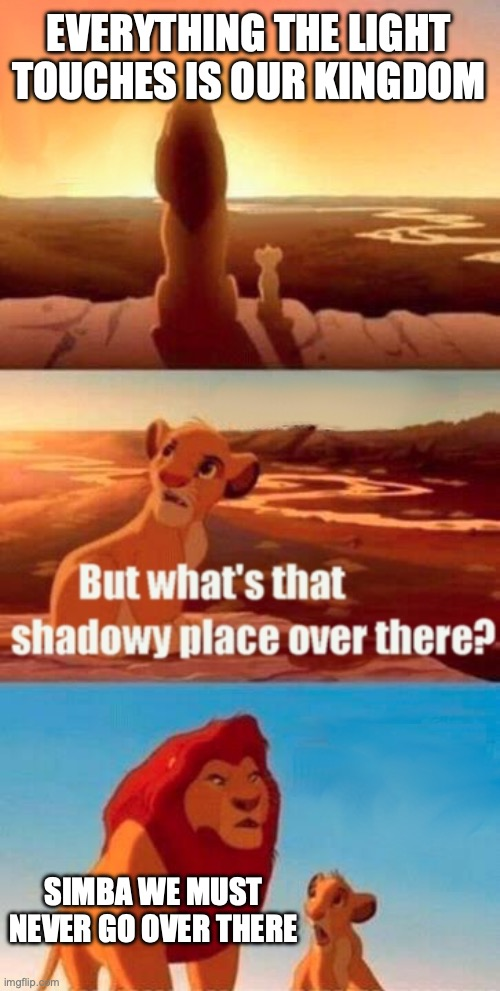 EVERYTHING THE LIGHT
TOUCHES IS OUR KINGDOM
But what's that
shadowy place over there?
SIMBA WE MUST
NEVER GO OVER THERE
imgflip.com